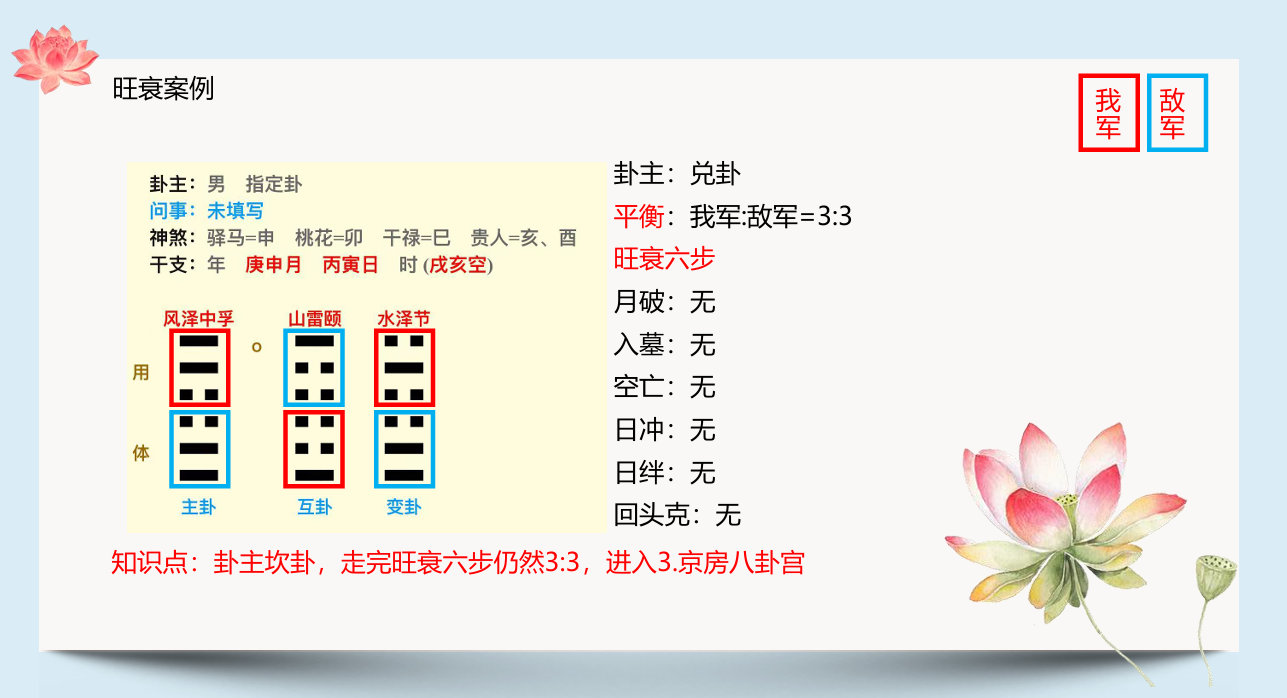 旺衰案例
我军
敌军
卦主：男 指定卦
问事：未填写
神煞：驿马=申 桃花=卯 干禄=巳 贵人=亥、酉
干支：年 庚申月 丙寅日 时 (戌亥空)
风泽中孚 山雷颐 水泽节
o
用
体
主卦 互卦 变卦
卦主：兑卦
平衡：我军:敌军=3:3
旺衰六步
月破：无
入墓：无
空亡：无
日冲：无
日绊：无
回头克：无
知识点：卦主坎卦，走完旺衰六步仍然3:3，进入3.京房八卦宫